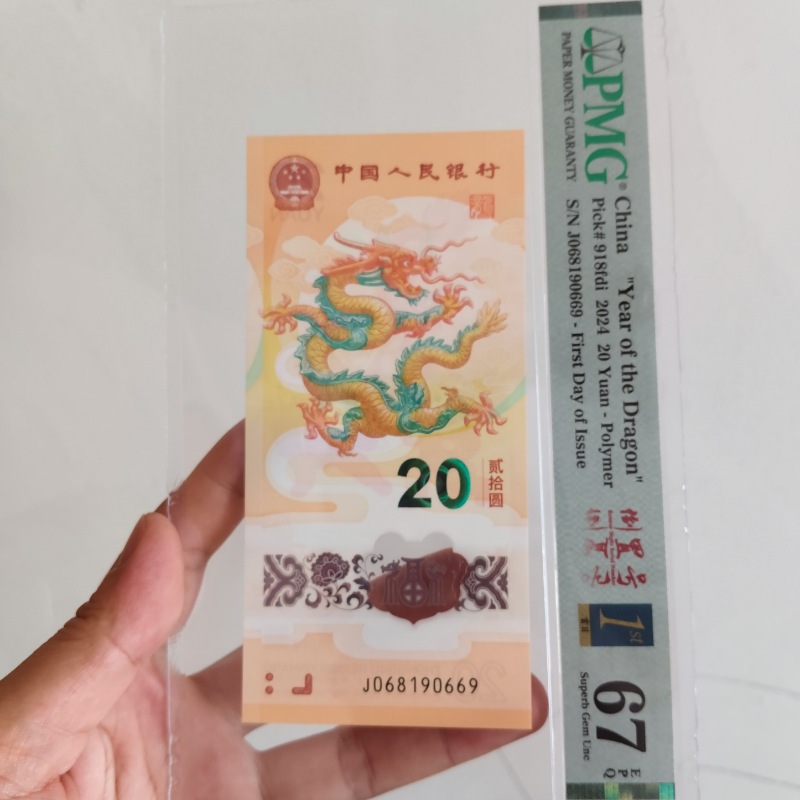 中国人民银行
20
贰拾圆
J068190669
PMG®
PAPER MONEY GUARANTY
China "Year of the Dragon"
Pick# 918fdi 2024 20 Yuan - Polymer
S/N J068190669 - First Day of Issue
1st
67
EPQ
Superb Gem Unc